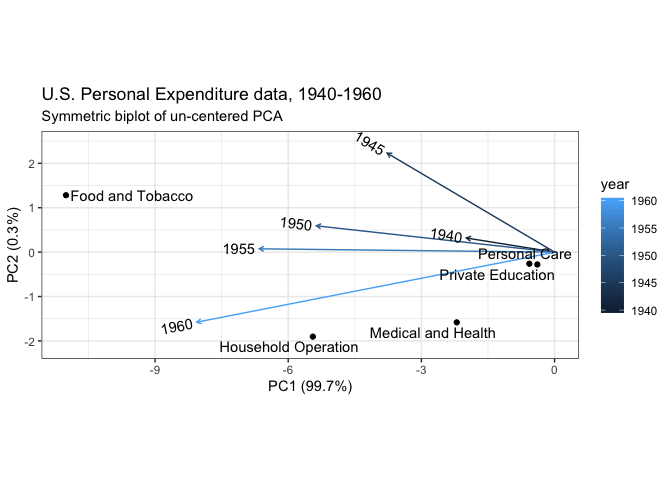 U.S. Personal Expenditure data, 1940-1960
Symmetric biplot of un-centered PCA
1945
year
2
Food and Tobacco
1960
1
1950
1940
1955
PC2 (0.3%)
0
1955
Personal Care
1950
Private Education
-1
1945
1960
Medical and Health
1940
-2
Household Operation
-9
-6
-3
0
PC1 (99.7%)